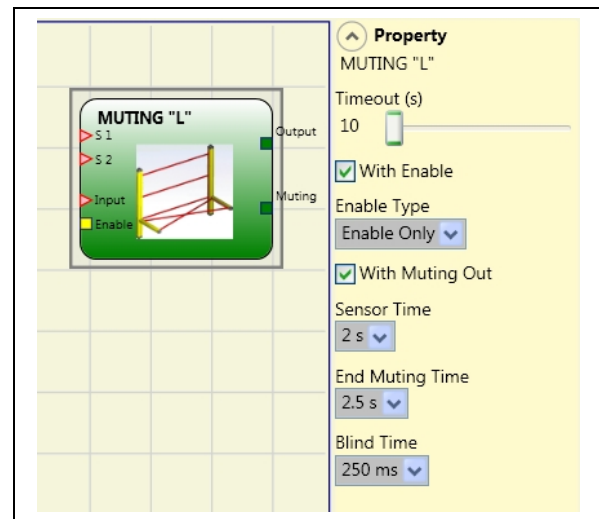 MUTING "L"
S 1
S 2
Input
Enable
Output
Muting
Property
MUTING "L"
Timeout (s)
10
With Enable
Enable Type
Enable Only
With Muting Out
Sensor Time
2 s
End Muting Time
2.5 s
Blind Time
250 ms